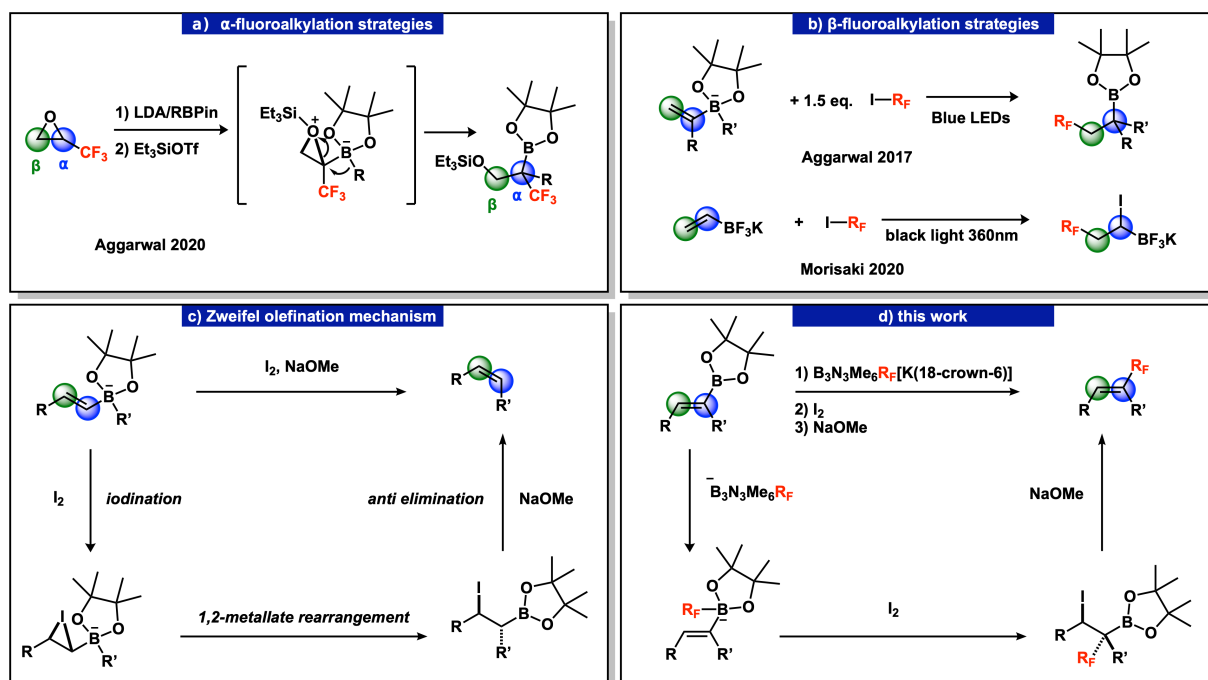 a) α-fluoroalkylation strategies
O
β
α
CF₃
1) LDA/RBPin
2) Et₃SiOTf
Et₃Si
O
+
O
B
−
O
R
CF₃
O
O
B
Et₃SiO
R
CF₃
β
α
Aggarwal 2020
b) β-fluoroalkylation strategies
O
B
−
O
R'
R
+ 1.5 eq.
I—RF
Blue LEDs
O
O
B
RF
R'
R
Aggarwal 2017
BF₃K
+
I—RF
black light 360nm
I
RF
BF₃K
Morisaki 2020
c) Zweifel olefination mechanism
O
B
−
O
R
R'
I₂, NaOMe
R
R'
I₂
iodination
anti elimination
NaOMe
I
O
B
−
O
R
R'
1,2-metallate rearrangement
I
O
B
O
R
R'
d) this work
O
B
O
R
R'
1) B₃N₃Me₆RF[K(18-crown-6)]
2) I₂
3) NaOMe
RF
R
R'
−
B₃N₃Me₆RF
NaOMe
O
RF
B
−
O
R
R'
I₂
I
O
B
O
R
RF
R'